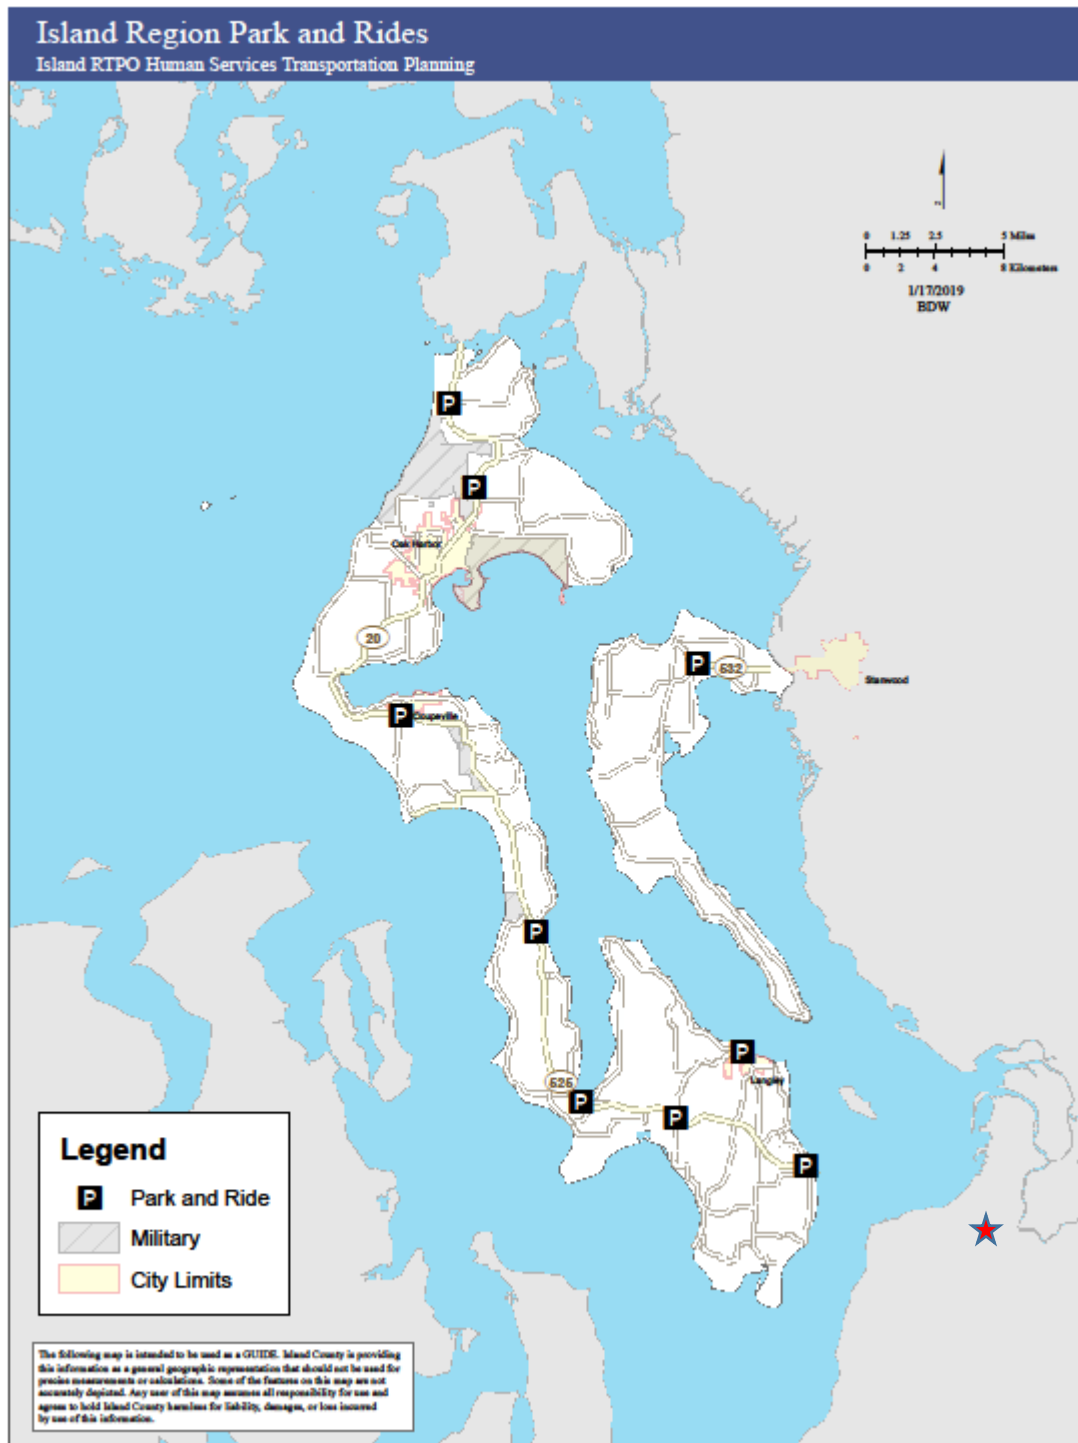 Island Region Park and Rides
Island RTPO Human Services Transportation Planning
0 1.25 2.5 5 Miles
0 2 4 8 Kilometers
1/17/2019
BDW
P
P
Oak Harbor
20
P
532
Stanwood
P
Coupeville
P
P
Langley
525
P
P
P
Legend
P Park and Ride
Military
City Limits
The following map is intended to be used as a GUIDE. Island County is providing
this information as a general geographic representation that should not be used for
precise measurements or calculations. Some of the features on this map are not
accurately depicted. Any user of this map assumes all responsibility for use and
agrees to hold Island County harmless for liability, damages, or loss incurred
by use of this information.